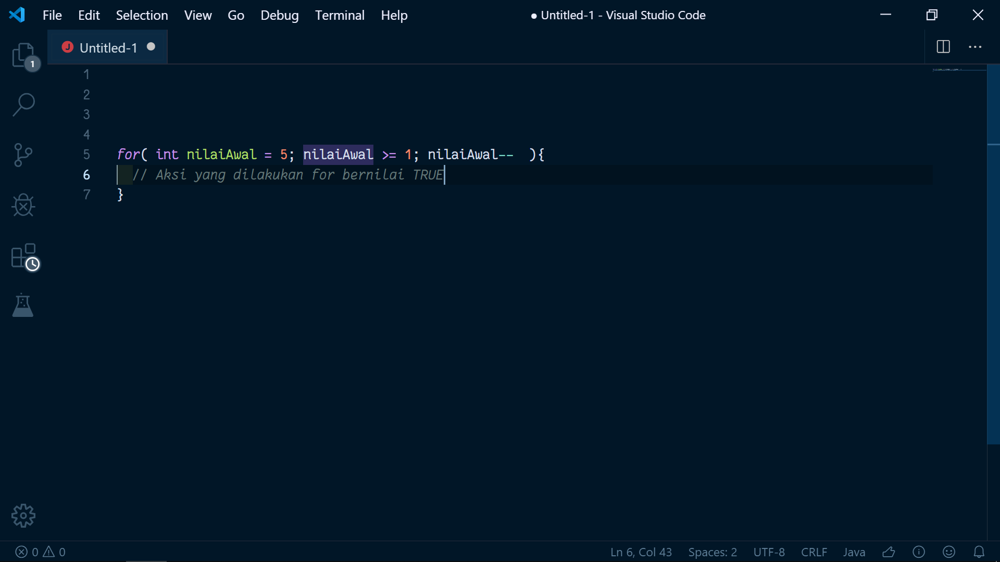 File Edit Selection View Go Debug Terminal Help
● Untitled-1 - Visual Studio Code
J Untitled-1 ●
1
1
2
3
4
5 for( int nilaiAwal = 5; nilaiAwal >= 1; nilaiAwal--  ){
6   // Aksi yang dilakukan for bernilai TRUE
7 }
0 0
Ln 6, Col 43 Spaces: 2 UTF-8 CRLF Java